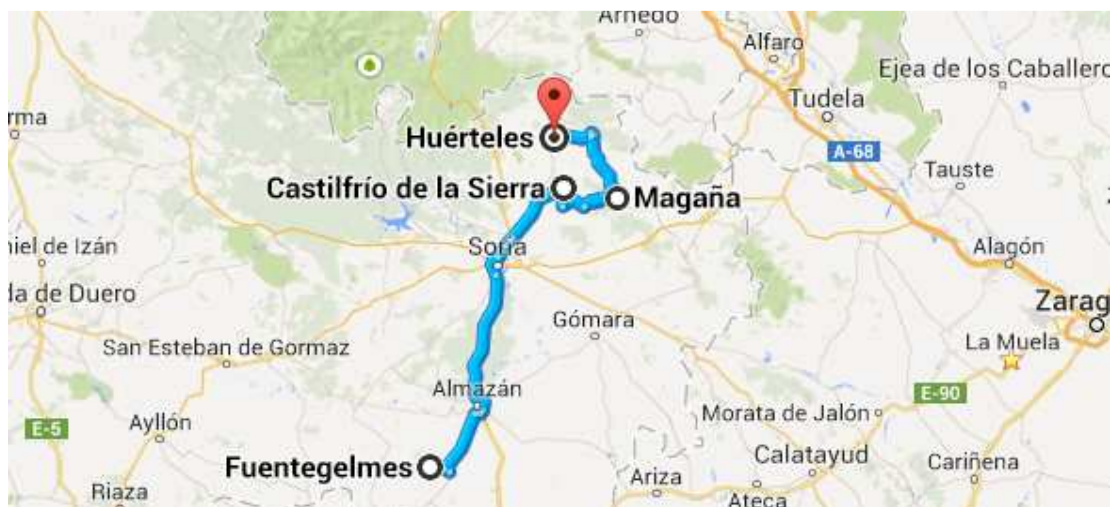 Arnedo
Alfaro
Ejea de los Caballero
rma
Tudela
Huérteles
A-68
Tauste
Castilfrío de la Sierra
Magaña
niel de Izán
Soria
Alagón
da de Duero
Zarag
Gómara
La Muela
San Esteban de Gormaz
Almazán
E-90
Morata de Jalón
E-5
Ayllón
Fuentegelmes
Calatayud
Cariñena
Ariza
Riaza
Ateca